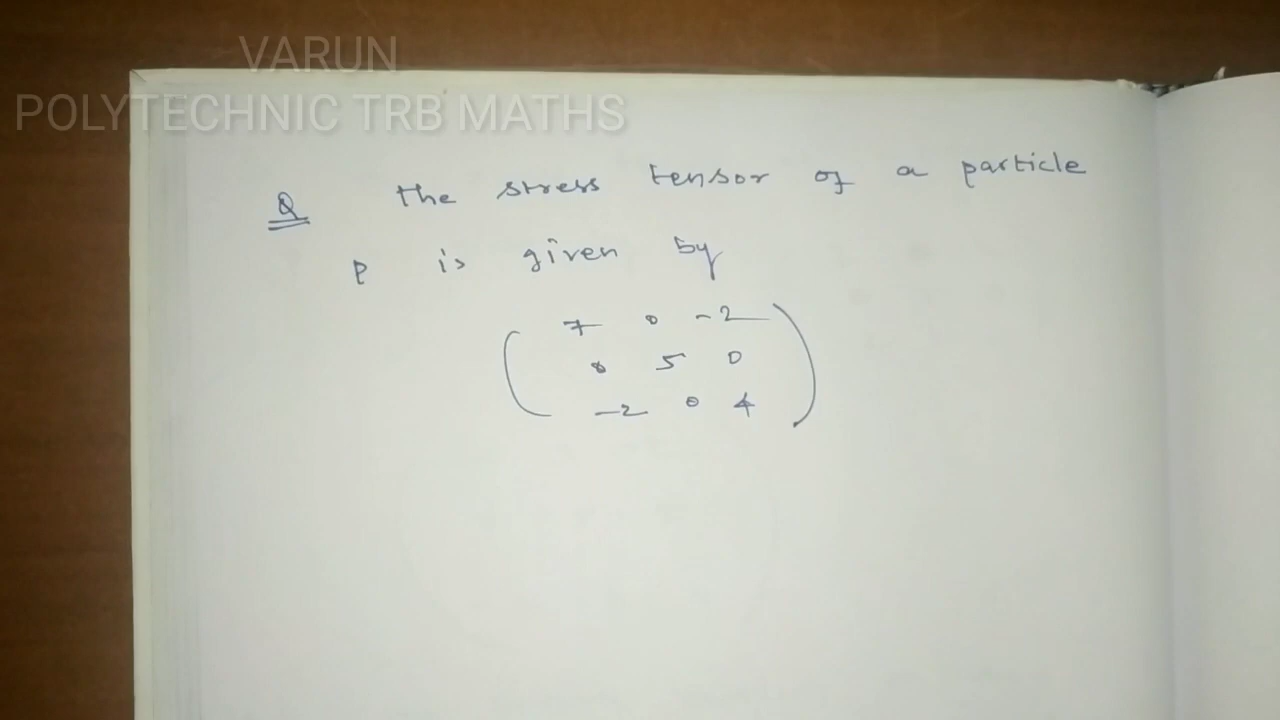 VARUN
POLYTECHNIC TRB MATHS
Q the stress tensor of a particle
P is given by
7 0 -2
0 5 0
-2 0 4